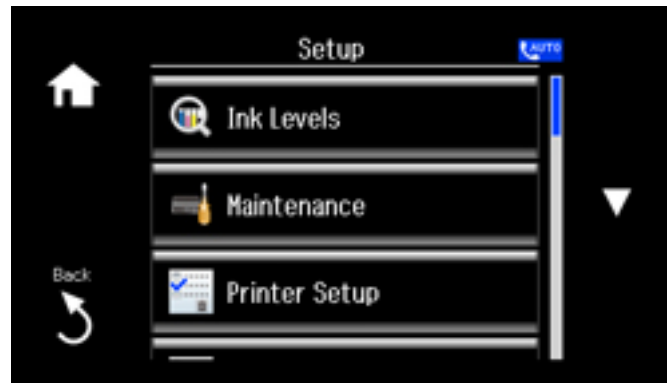 Setup
AUTO
Ink Levels
Maintenance
Back
Printer Setup